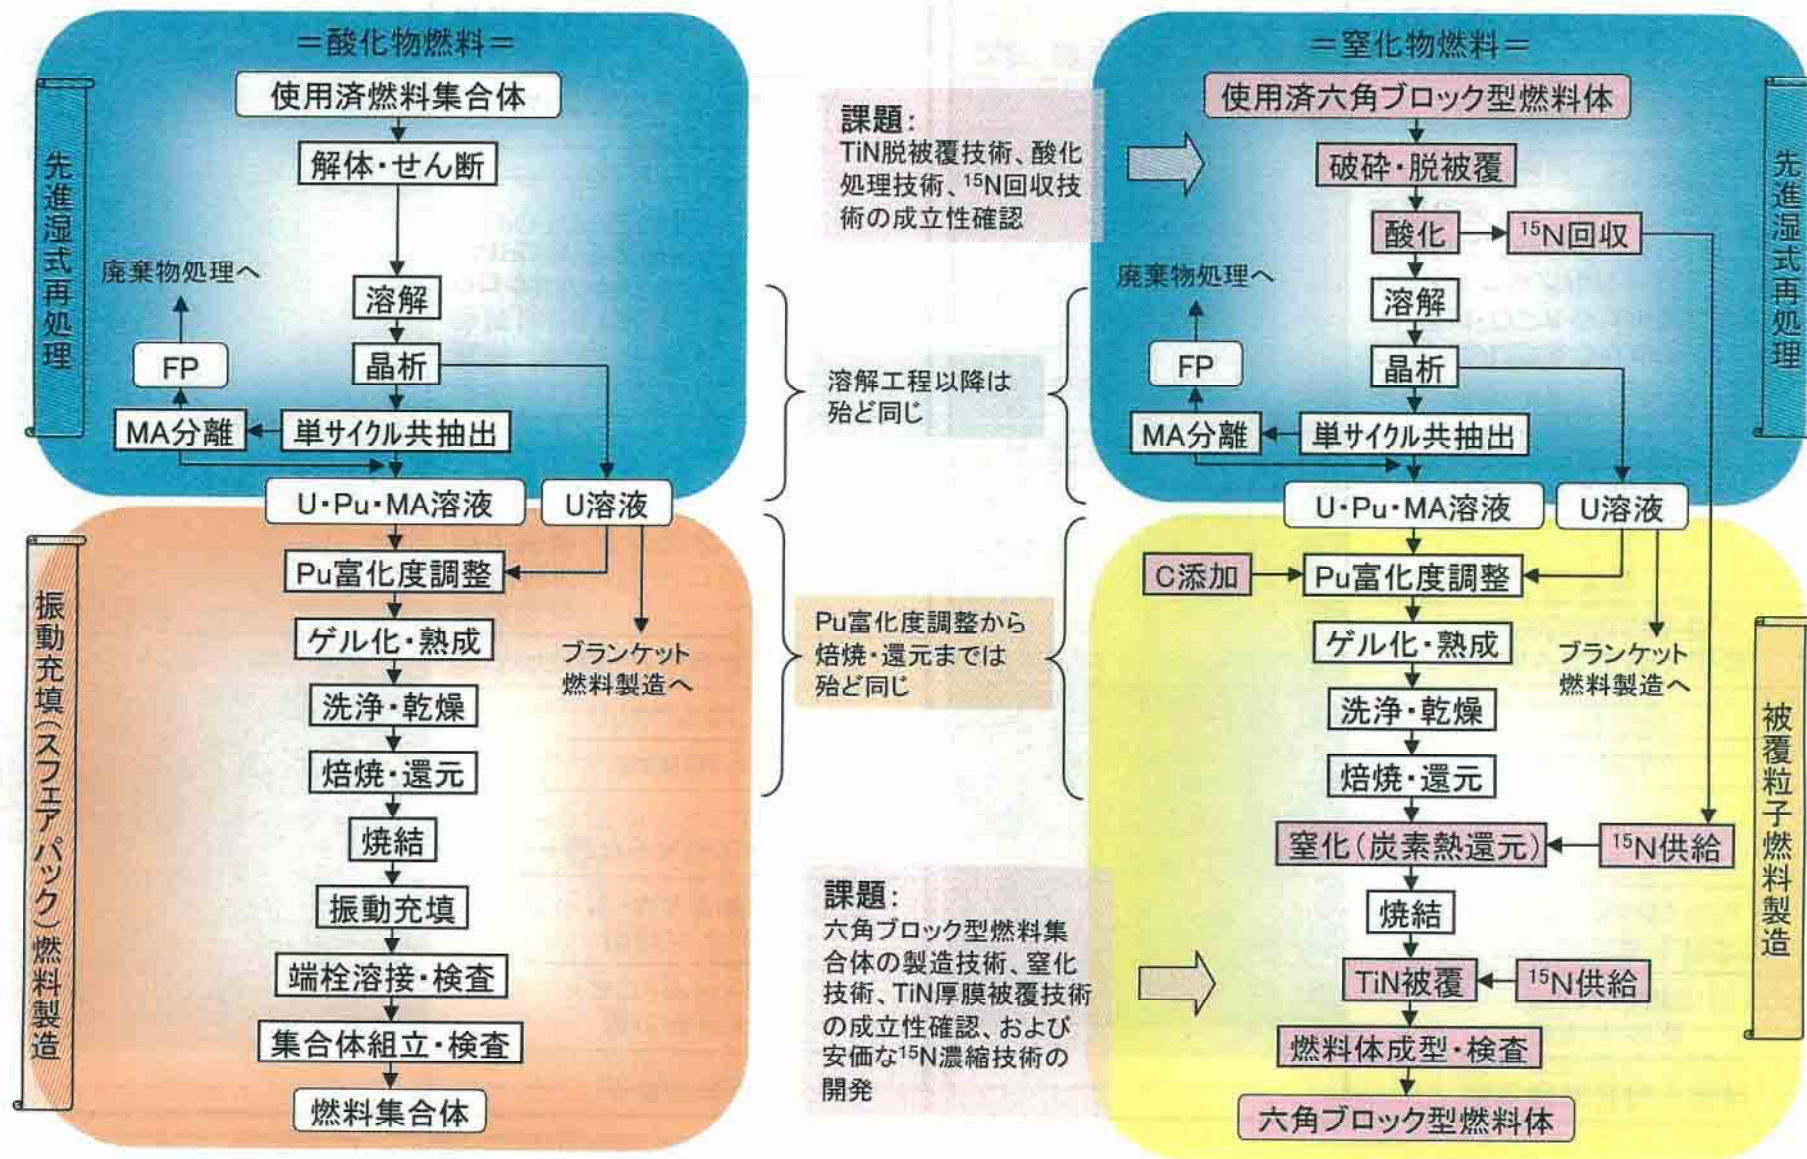 =酸化物燃料=
先進湿式再処理
使用済燃料集合体
解体・せん断
溶解
晶析
単サイクル共抽出
MA分離
FP
廃棄物処理へ
U・Pu・MA溶液
U溶液
振動充填(スフェアパック)燃料製造
Pu富化度調整
ゲル化・熟成
洗浄・乾燥
焙焼・還元
焼結
振動充填
端栓溶接・検査
集合体組立・検査
燃料集合体
ブランケット
燃料製造へ
課題:
TiN脱被覆技術、酸化
処理技術、¹⁵N回収技
術の成立性確認
溶解工程以降は
殆ど同じ
Pu富化度調整から
焙焼・還元までは
殆ど同じ
課題:
六角ブロック型燃料集
合体の製造技術、窒化
技術、TiN厚膜被覆技術
の成立性確認、および
安価な¹⁵N濃縮技術の
開発
=窒化物燃料=
先進湿式再処理
使用済六角ブロック型燃料体
破砕・脱被覆
酸化
¹⁵N回収
溶解
晶析
単サイクル共抽出
MA分離
FP
廃棄物処理へ
U・Pu・MA溶液
U溶液
被覆粒子燃料製造
C添加
Pu富化度調整
ゲル化・熟成
洗浄・乾燥
焙焼・還元
窒化(炭素熱還元)
¹⁵N供給
焼結
TiN被覆
¹⁵N供給
燃料体成型・検査
六角ブロック型燃料体
ブランケット
燃料製造へ